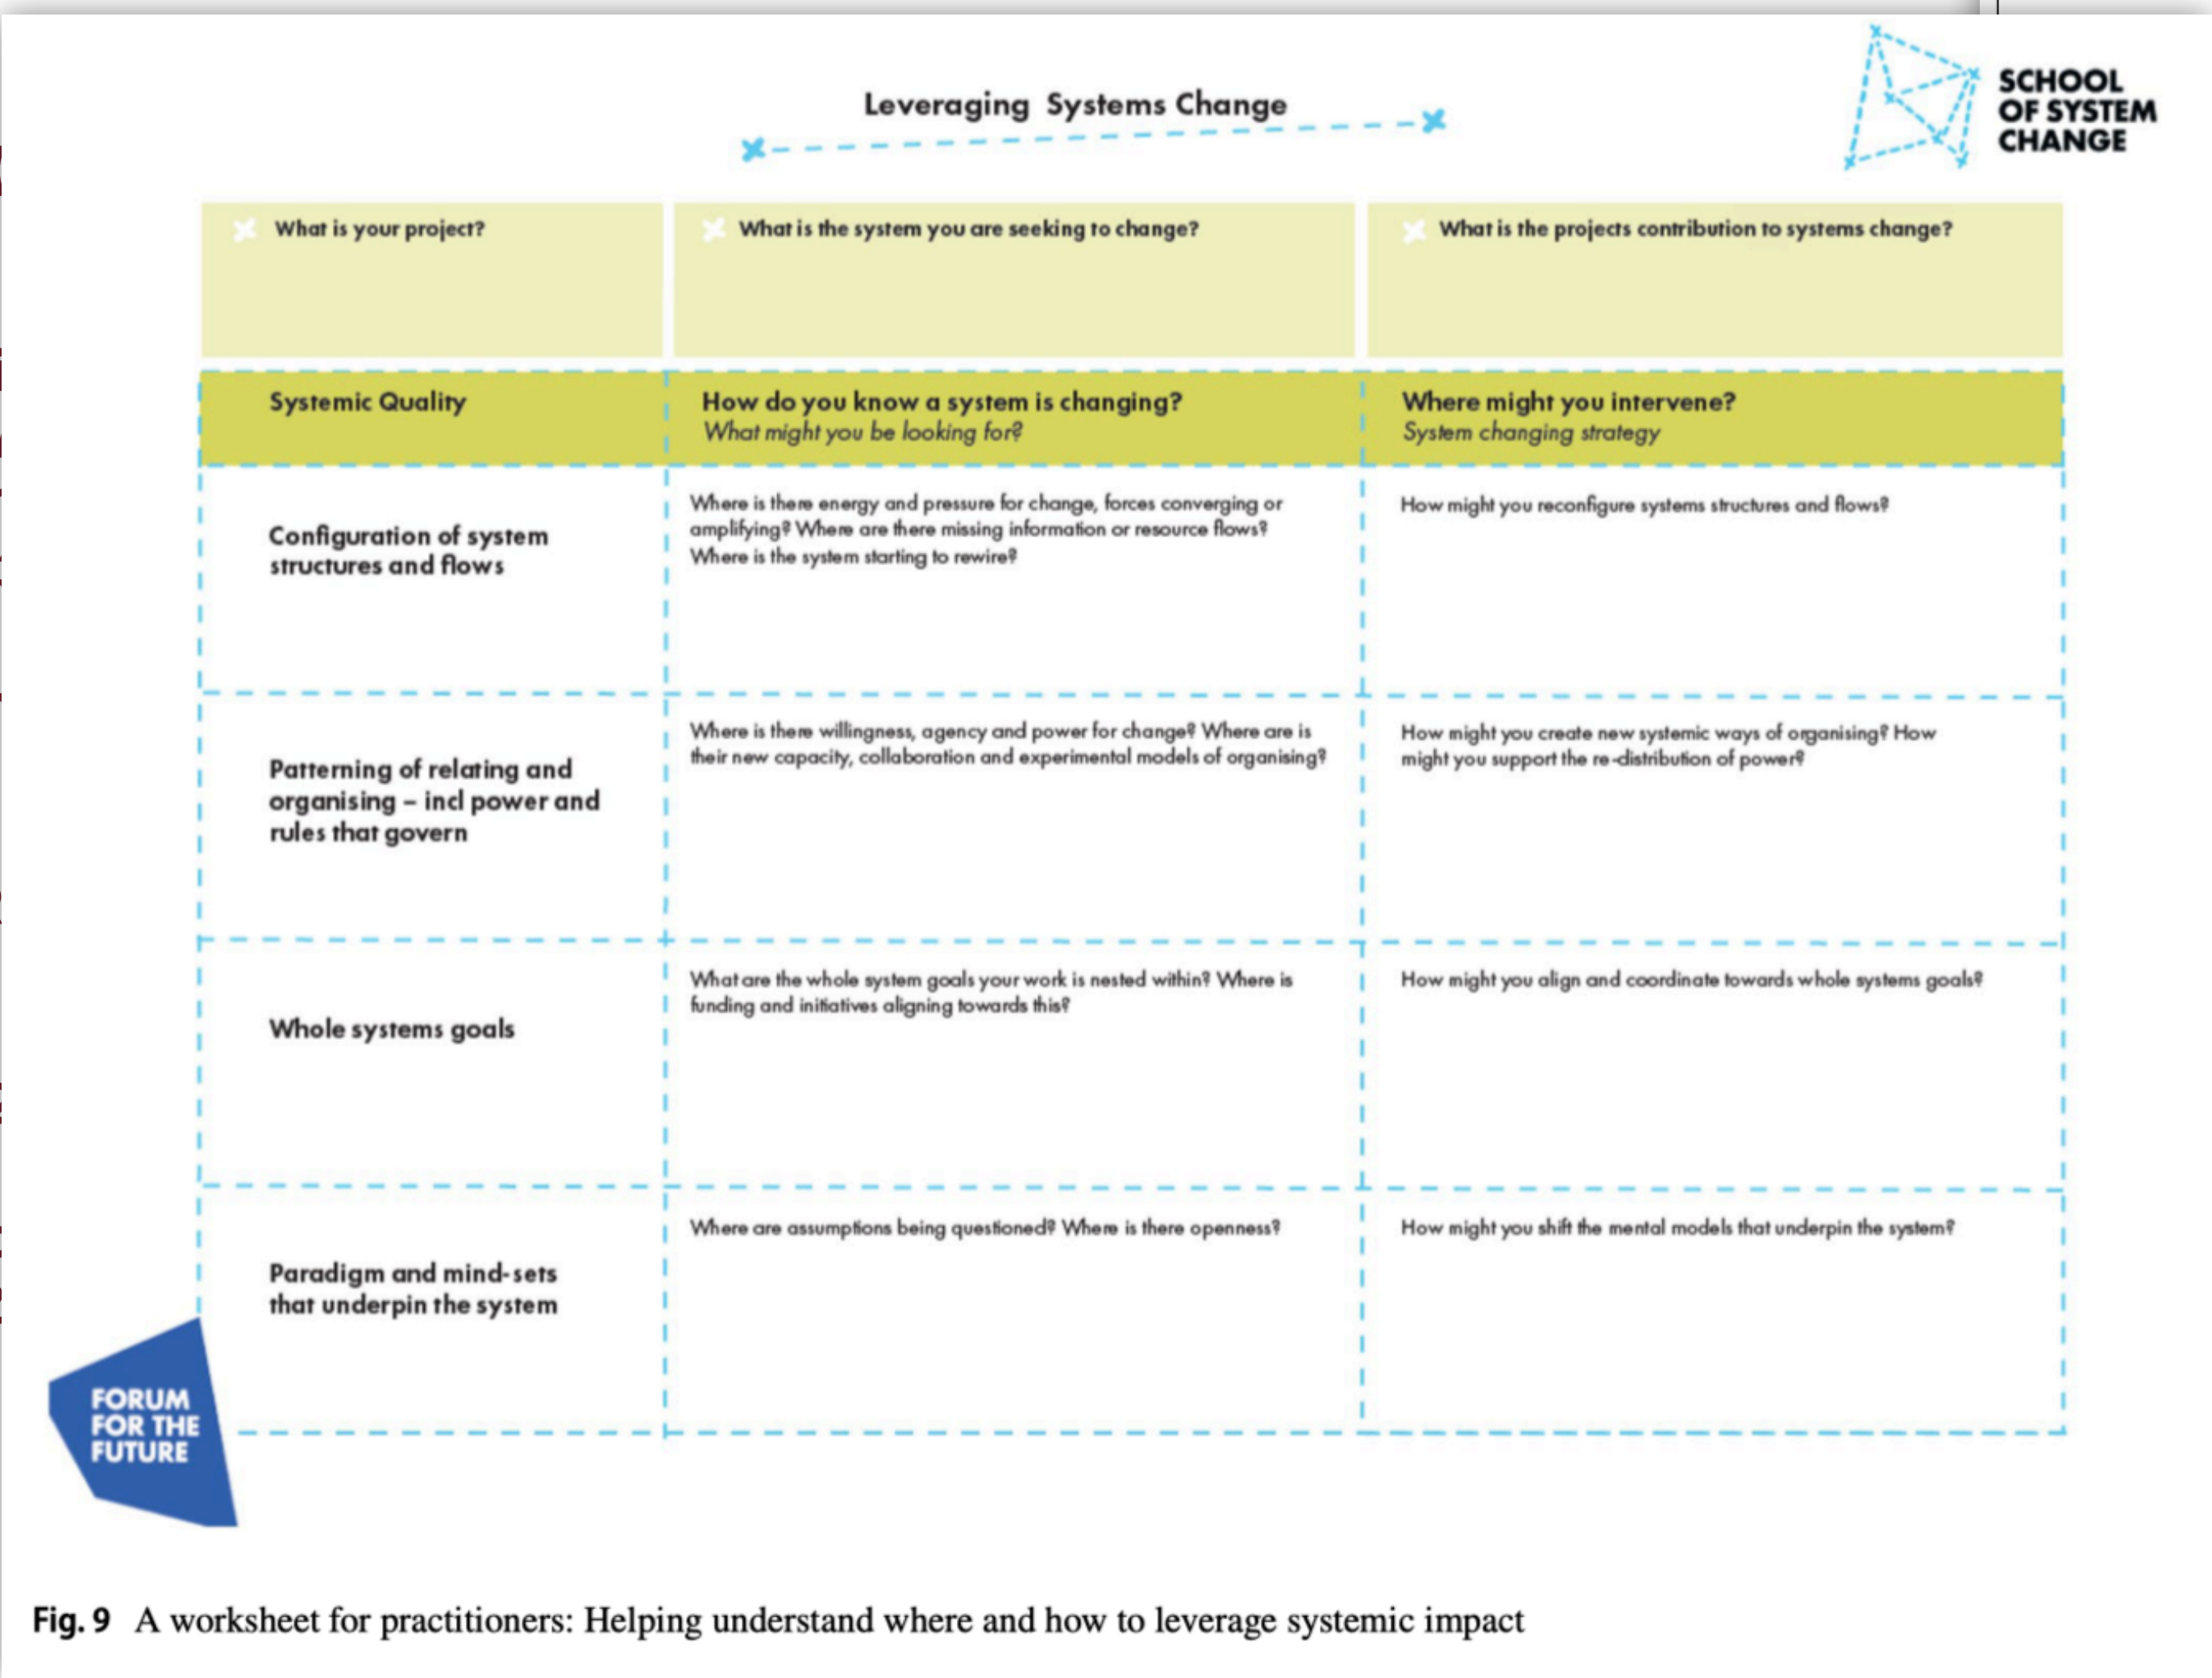 Leveraging Systems Change
SCHOOL
OF SYSTEM
CHANGE
What is your project?
What is the system you are seeking to change?
What is the projects contribution to systems change?
Systemic Quality
How do you know a system is changing?
What might you be looking for?
Where might you intervene?
System changing strategy
Configuration of system
structures and flows
Where is there energy and pressure for change, forces converging or
amplifying? Where are there missing information or resource flows?
Where is the system starting to rewire?
How might you reconfigure systems structures and flows?
Patterning of relating and
organising – incl power and
rules that govern
Where is there willingness, agency and power for change? Where are is
their new capacity, collaboration and experimental models of organising?
How might you create new systemic ways of organising? How
might you support the re-distribution of power?
Whole systems goals
What are the whole system goals your work is nested within? Where is
funding and initiatives aligning towards this?
How might you align and coordinate towards whole systems goals?
Paradigm and mind-sets
that underpin the system
Where are assumptions being questioned? Where is there openness?
How might you shift the mental models that underpin the system?
FORUM
FOR THE
FUTURE
Fig. 9 A worksheet for practitioners: Helping understand where and how to leverage systemic impact